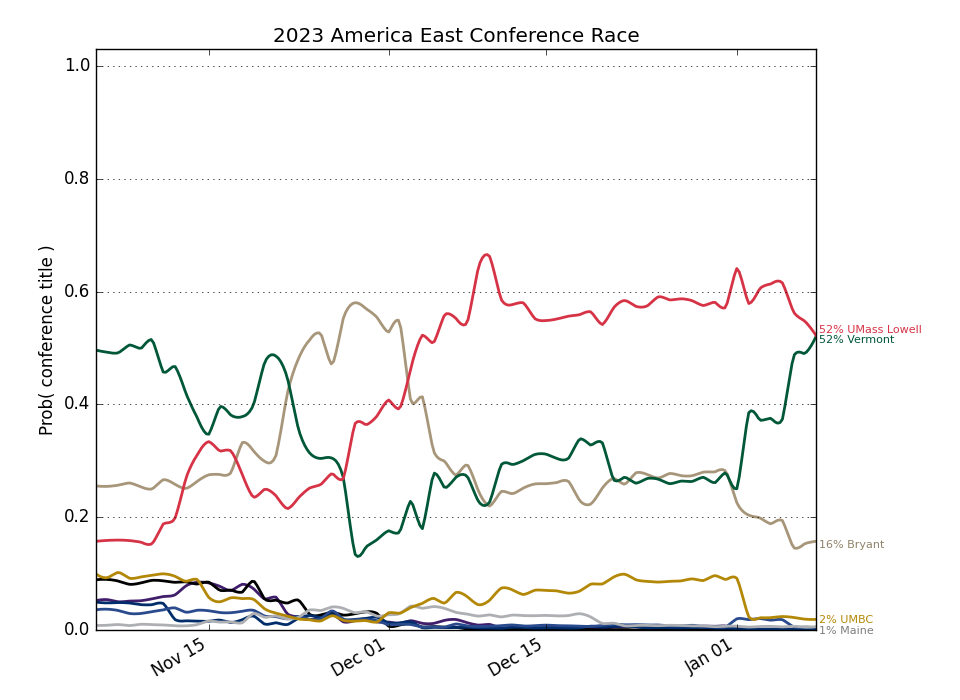 2023 America East Conference Race
Prob( conference title )
1.0
0.8
0.6
0.4
0.2
0.0
52% UMass Lowell
52% Vermont
16% Bryant
2% UMBC
1% Maine
Nov 15
Dec 01
Dec 15
Jan 01